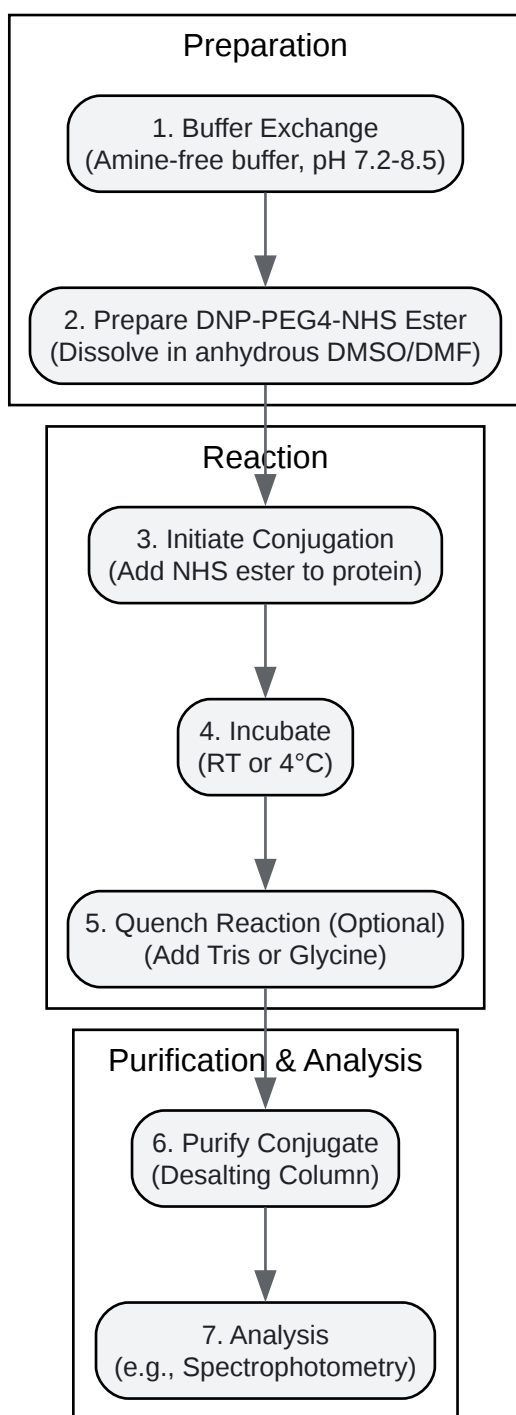 Preparation
1. Buffer Exchange
(Amine-free buffer, pH 7.2-8.5)
2. Prepare DNP-PEG4-NHS Ester
(Dissolve in anhydrous DMSO/DMF)
Reaction
3. Initiate Conjugation
(Add NHS ester to protein)
4. Incubate
(RT or 4°C)
5. Quench Reaction (Optional)
(Add Tris or Glycine)
Purification & Analysis
6. Purify Conjugate
(Desalting Column)
7. Analysis
(e.g., Spectrophotometry)